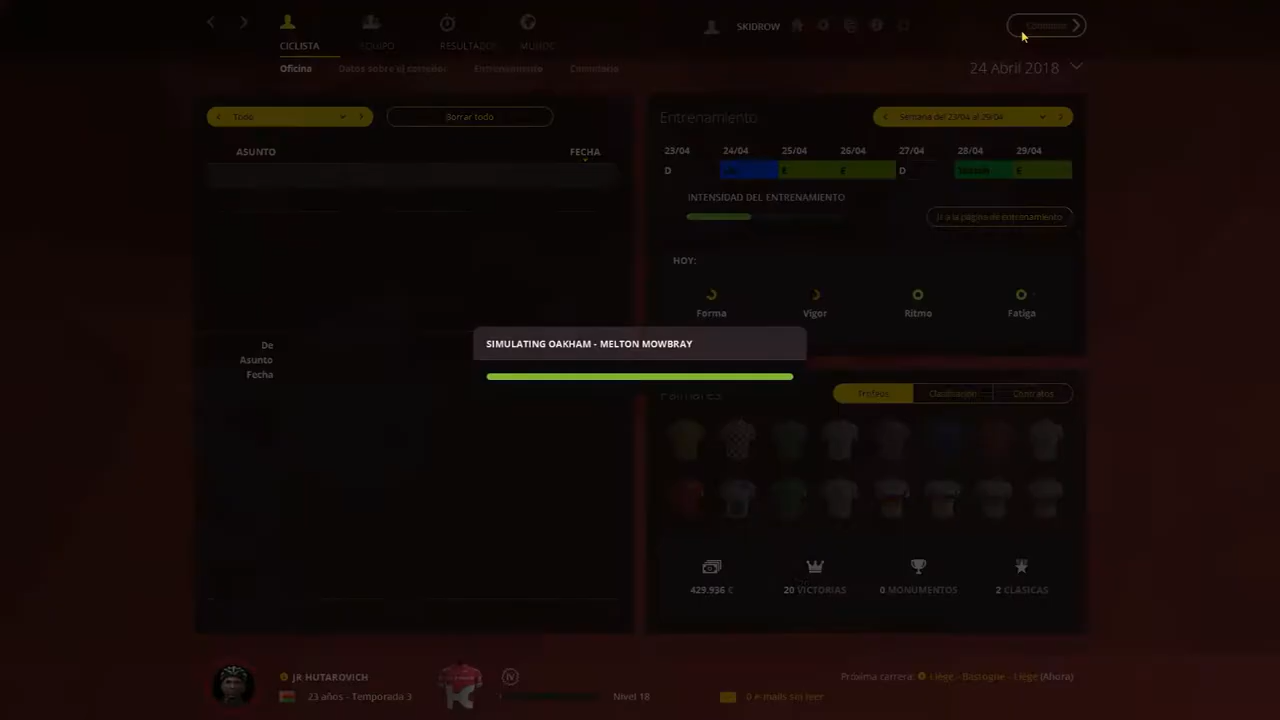 CICLISTA EQUIPO RESULTADOS MUNDO
SKIDROW
Continuar
Oficina Datos sobre el corredor Entrenamiento Comentario
24 Abril 2018
Todo
Borrar todo
Entrenamiento
Semana del 23/04 al 29/04
ASUNTO FECHA
23/04 24/04 25/04 26/04 27/04 28/04 29/04
D E E D E
INTENSIDAD DEL ENTRENAMIENTO
Ir a la página de entrenamiento
HOY:
Forma Vigor Ritmo Fatiga
SIMULATING OAKHAM - MELTON MOWBRAY
De
Asunto
Fecha
Palmarés
Trofeos Clasificación Contratos
429.936 € 20 VICTORIAS 0 MONUMENTOS 2 CLASICAS
JR HUTAROVICH
23 años - Temporada 3
IV
Nivel 18
0 e-mails sin leer
Próxima carrera: Liège - Bastogne - Liège (Ahora)